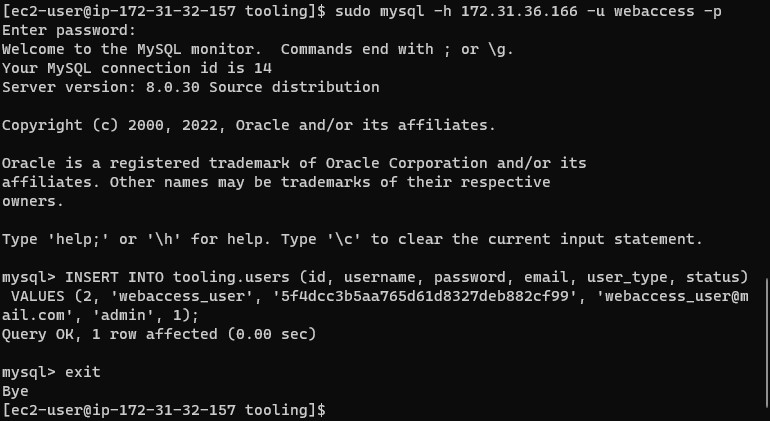 [ec2-user@ip-172-31-32-157 tooling]$ sudo mysql -h 172.31.36.166 -u webaccess -p
Enter password:
Welcome to the MySQL monitor.  Commands end with ; or \g.
Your MySQL connection id is 14
Server version: 8.0.30 Source distribution

Copyright (c) 2000, 2022, Oracle and/or its affiliates.

Oracle is a registered trademark of Oracle Corporation and/or its
affiliates. Other names may be trademarks of their respective
owners.

Type 'help;' or '\h' for help. Type '\c' to clear the current input statement.

mysql> INSERT INTO tooling.users (id, username, password, email, user_type, status)
 VALUES (2, 'webaccess_user', '5f4dcc3b5aa765d61d8327deb882cf99', 'webaccess_user@m
ail.com', 'admin', 1);
Query OK, 1 row affected (0.00 sec)

mysql> exit
Bye
[ec2-user@ip-172-31-32-157 tooling]$